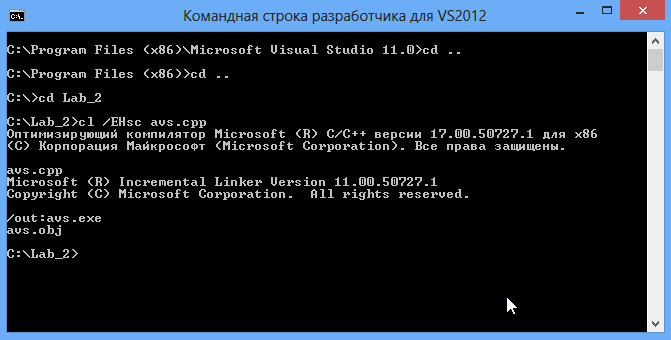 Командная строка разработчика для VS2012
C:\Program Files (x86)\Microsoft Visual Studio 11.0>cd ..
C:\Program Files (x86)>cd ..
C:\>cd Lab_2
C:\Lab_2>cl /EHsc avs.cpp
Оптимизирующий компилятор Microsoft (R) C/C++ версии 17.00.50727.1 для x86
(C) Корпорация Майкрософт (Microsoft Corporation). Все права защищены.
avs.cpp
Microsoft (R) Incremental Linker Version 11.00.50727.1
Copyright (C) Microsoft Corporation.  All rights reserved.
/out:avs.exe
avs.obj
C:\Lab_2>